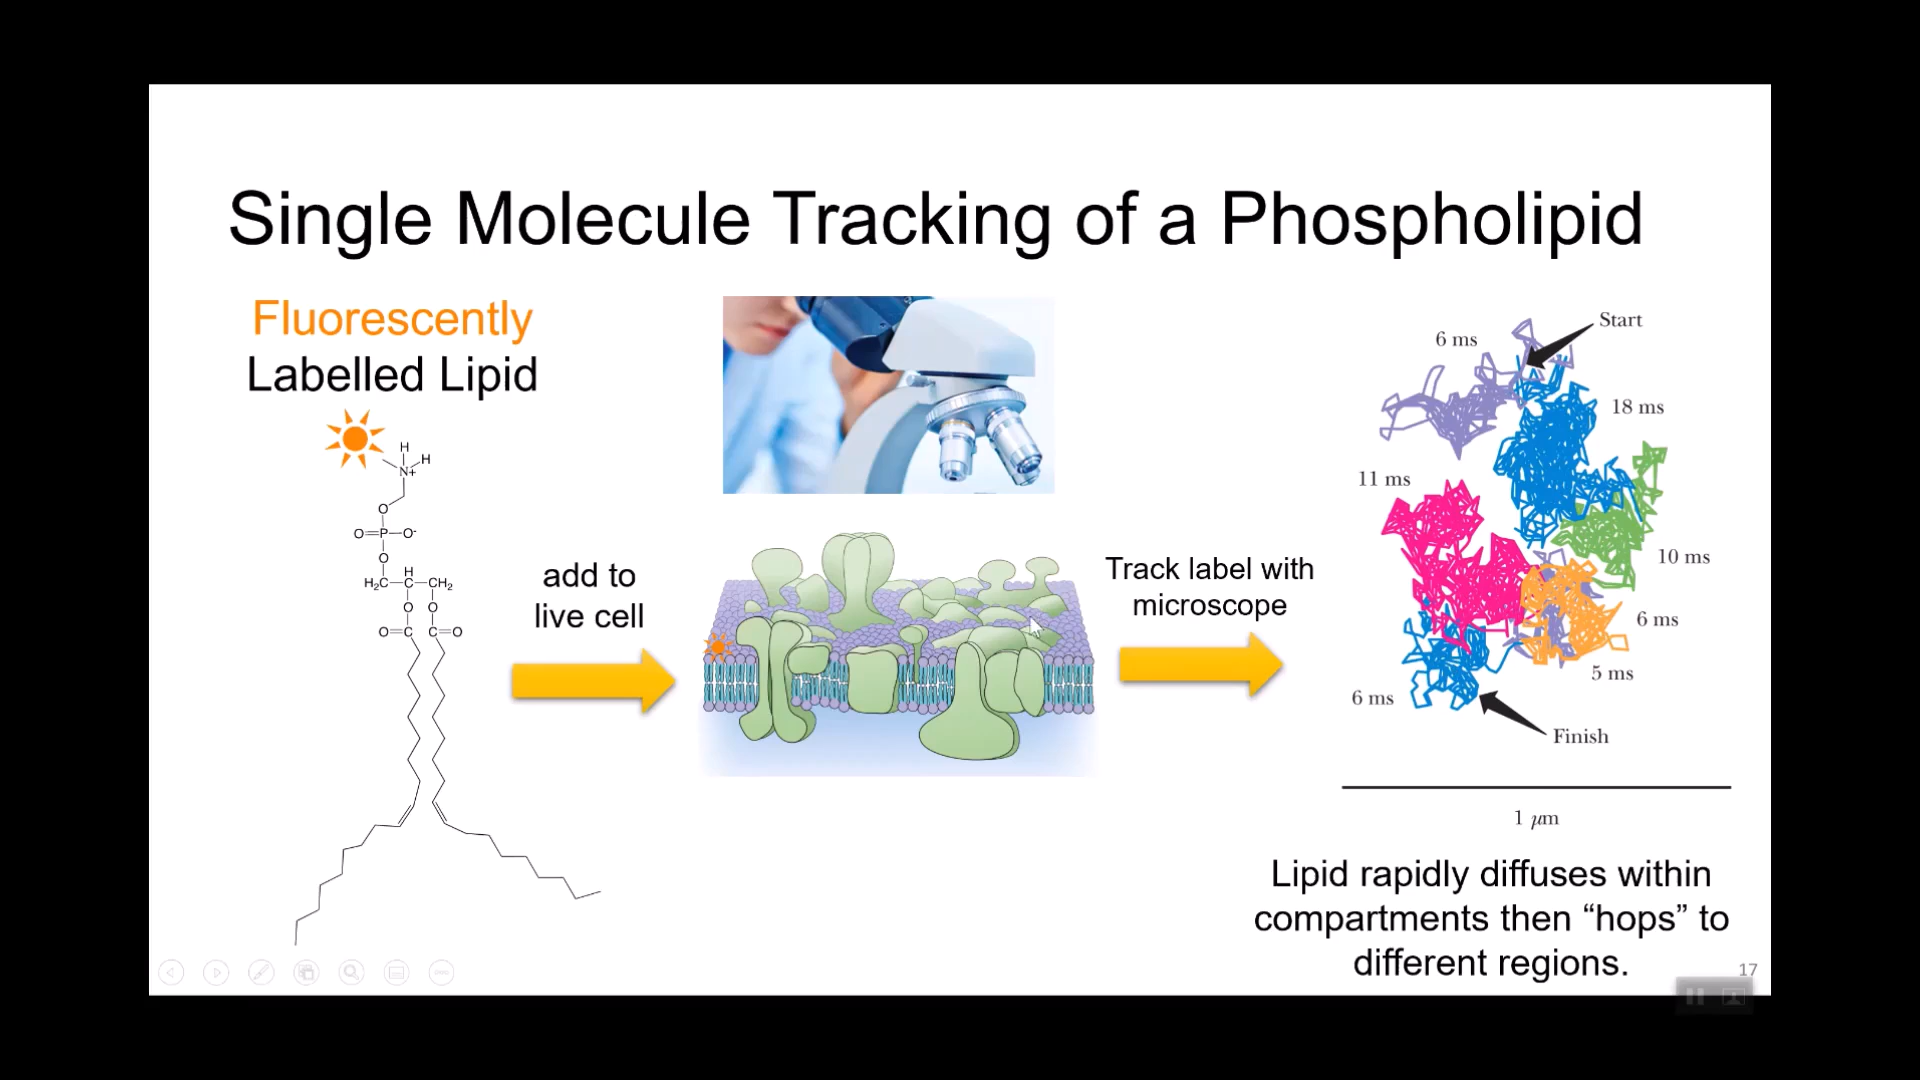 Single Molecule Tracking of a Phospholipid
Fluorescently
Labelled Lipid
H
H
N+
O
O=P—O-
O
H
H₂C—C—CH₂
O O
O=C C=O
add to
live cell
Track label with
microscope
Start
6 ms
18 ms
11 ms
10 ms
6 ms
5 ms
6 ms
Finish
1 μm
Lipid rapidly diffuses within
compartments then “hops” to
different regions.
17